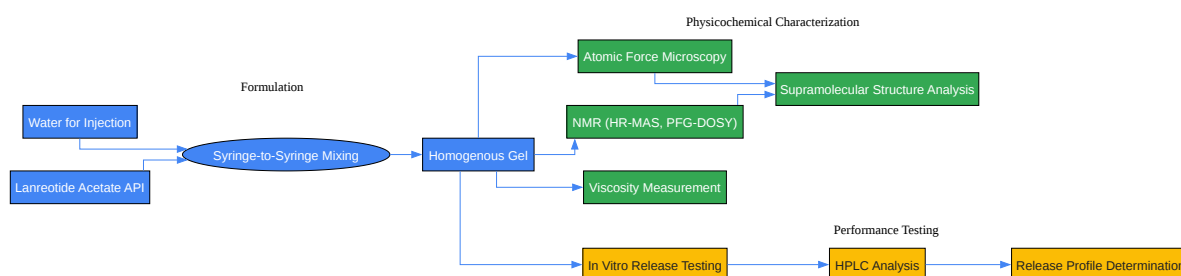 Physicochemical Characterization
Atomic Force Microscopy
Formulation
Supramolecular Structure Analysis
Water for Injection
NMR (HR-MAS, PFG-DOSY)
Syringe-to-Syringe Mixing
Homogenous Gel
Lanreotide Acetate API
Viscosity Measurement
Performance Testing
In Vitro Release Testing
HPLC Analysis
Release Profile Determination